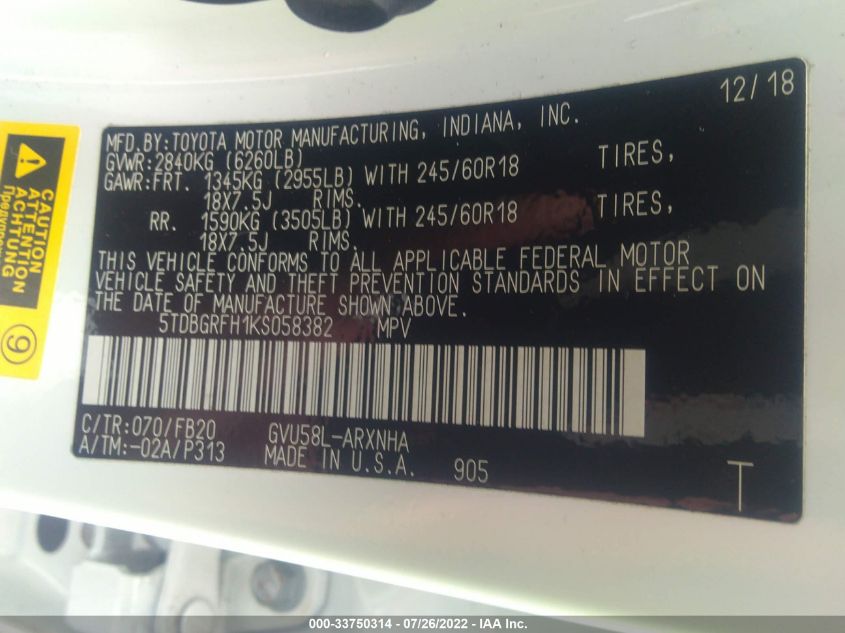 12/18
MFD.BY:TOYOTA MOTOR MANUFACTURING, INDIANA, INC.
GVWR:2840KG (6260LB)
GAWR:FRT. 1345KG (2955LB) WITH 245/60R18 TIRES,
18X7.5J RIMS.
RR. 1590KG (3505LB) WITH 245/60R18 TIRES,
18X7.5J RIMS.
THIS VEHICLE CONFORMS TO ALL APPLICABLE FEDERAL MOTOR
VEHICLE SAFETY AND THEFT PREVENTION STANDARDS IN EFFECT ON
THE DATE OF MANUFACTURE SHOWN ABOVE.
5TDBGRFH1KS058382 MPV
C/TR:070/FB20 GVU58L-ARXNHA
A/TM:-02A/P313 MADE IN U.S.A. 905
T
CAUTION
ATTENTION
ACHTUNG
9
000-33750314 - 07/26/2022 - IAA Inc.